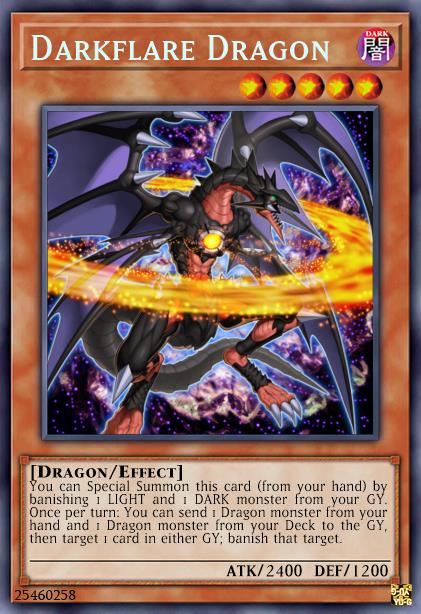 DARKFLARE DRAGON
DARK
闇
[DRAGON/EFFECT]
You can Special Summon this card (from your hand) by
banishing 1 LIGHT and 1 DARK monster from your GY.
Once per turn: You can send 1 Dragon monster from your
hand and 1 Dragon monster from your Deck to the GY,
then target 1 card in either GY; banish that target.
ATK/2400 DEF/1200
25460258